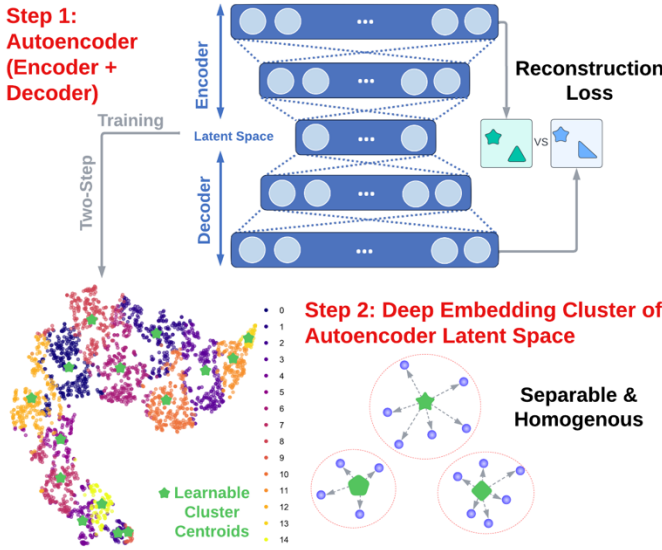 Step 1:
Autoencoder
(Encoder +
Decoder)
Encoder
...
...
Reconstruction
Loss
Training
Latent Space
...
VS
Two-Step
Decoder
...
...
Step 2: Deep Embedding Cluster of
Autoencoder Latent Space
0
1
2
3
4
5
6
7
8
9
10
11
12
13
14
Separable &
Homogenous
Learnable
Cluster
Centroids